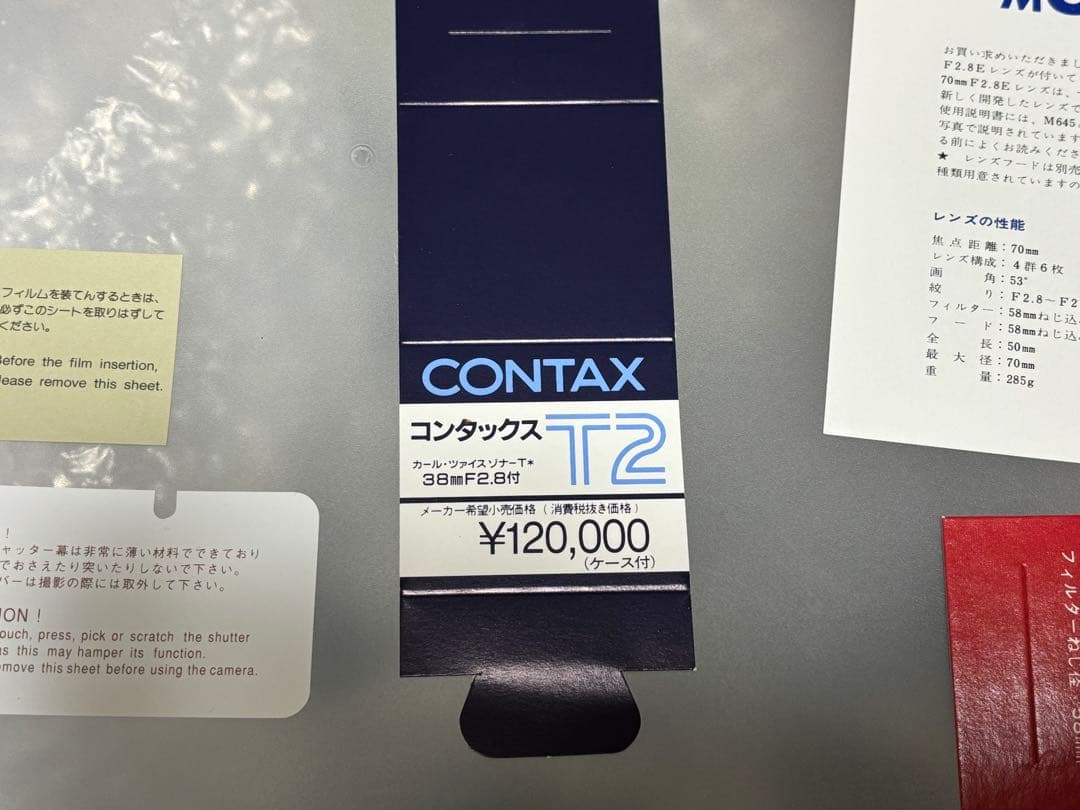 フィルムを装てんするときは、
必ずこのシートを取りはずして
ください。
Before the film insertion,
please remove this sheet.
!
ャッター幕は非常に薄い材料でできており
でおさえたり突いたりしないで下さい。
バーは撮影の際には取外して下さい。
ION !
ouch, press, pick or scratch the shutter
as this may hamper its function.
emove this sheet before using the camera.
CONTAX
コンタックス
T2
カール・ツァイス ゾナーT*
38mmF2.8付
メーカー希望小売価格(消費税抜き価格)
¥120,000
(ケース付)
お買い求めいただきまし
F2.8Eレンズが付いて
70mmF2.8Eレンズは、
新しく開発したレンズで
使用説明書には、M645
写真で説明されています
る前によくお読みくださ
★ レンズフードは別売
種類用意されていますの
レンズの性能
焦点距離:70mm
レンズ構成:4群6枚
画角:53°
絞り:F2.8〜F2
フィルター:58mmねじ込
フード:58mmねじ込
全長:50mm
最大径:70mm
重量:285g
フィルターねじ径:58mm